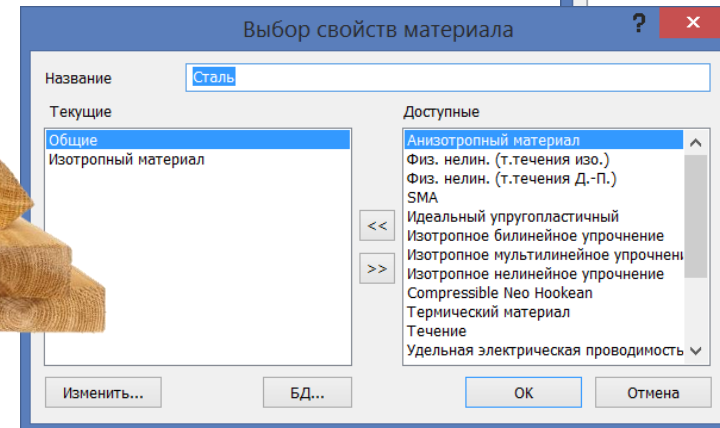 Выбор свойств материала
?
×
Название
Сталь
Текущие
Доступные
Общие
Изотропный материал
<<
>>
Анизотропный материал
Физ. нелин. (т.течения изо.)
Физ. нелин. (т.течения Д.-П.)
SMA
Идеальный упругопластичный
Изотропное билинейное упрочнение
Изотропное мультилинейное упрочнени
Изотропное нелинейное упрочнение
Compressible Neo Hookean
Термический материал
Течение
Удельная электрическая проводимость
Изменить...
БД...
ОК
Отмена